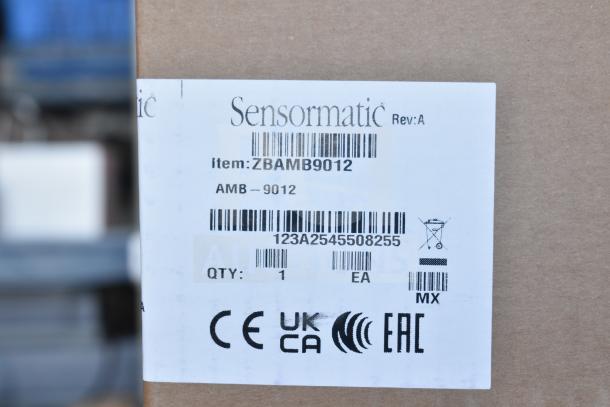 ic
Sensormatic Rev:A
Item:ZBAMB9012
AMB-9012
123A2545508255
QTY: 1 EA
MX
A
CE UK CA EAC